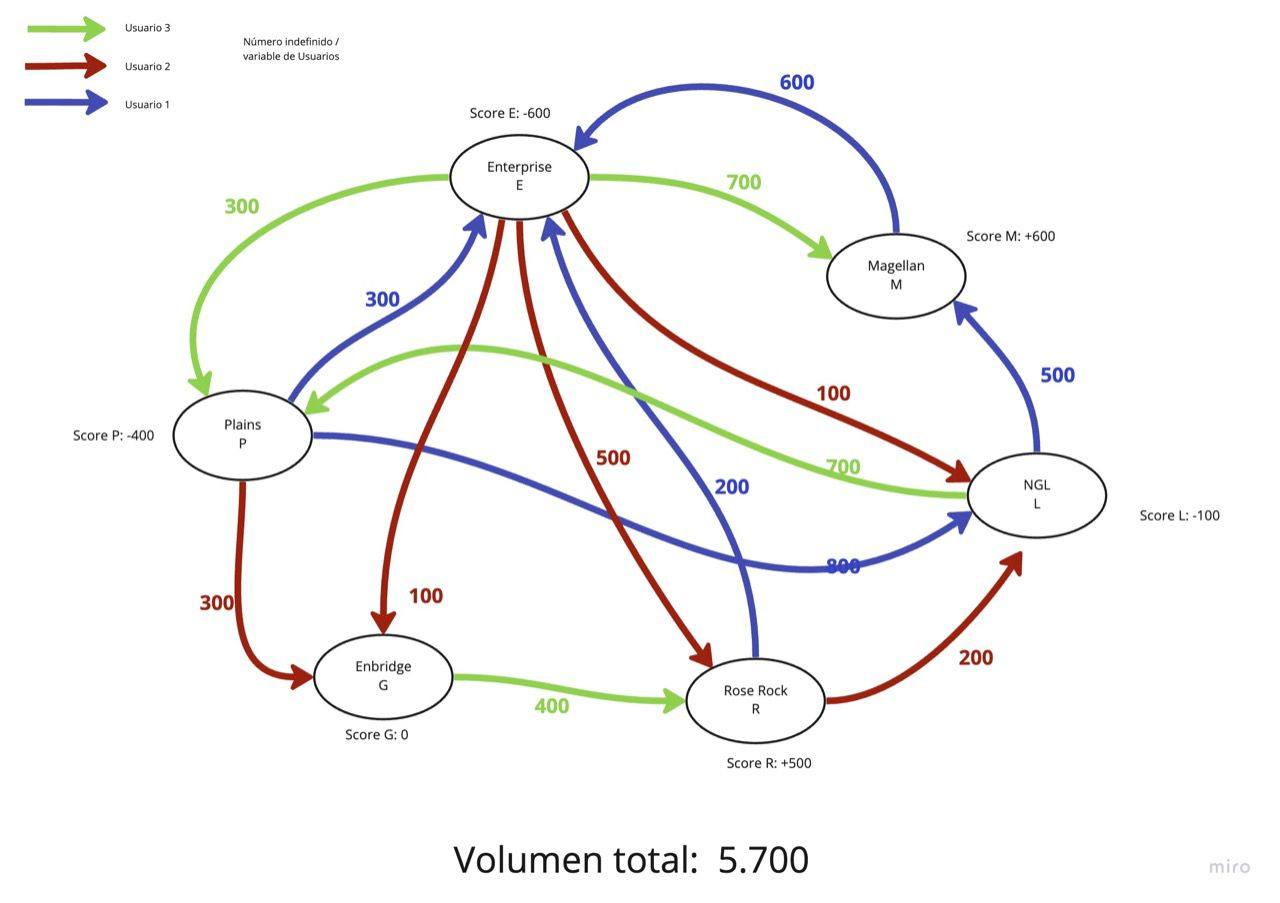 Usuario 3
Usuario 2
Usuario 1
Número indefinido /
variable de Usuarios
600
Score E: -600
Enterprise
E
700
300
Score M: +600
Magellan
M
300
500
100
Plains
P
Score P: -400
500
700
200
NGL
L
Score L: -100
800
300
100
200
Enbridge
G
400
Rose Rock
R
Score G: 0
Score R: +500
Volumen total: 5.700
miro